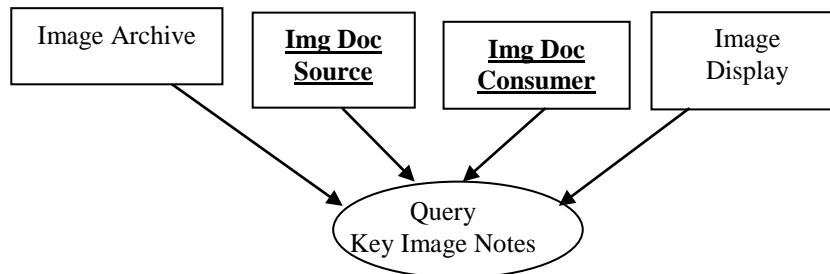 Image Archive
Img Doc
Source
Img Doc
Consumer
Image
Display
Query
Key Image Notes